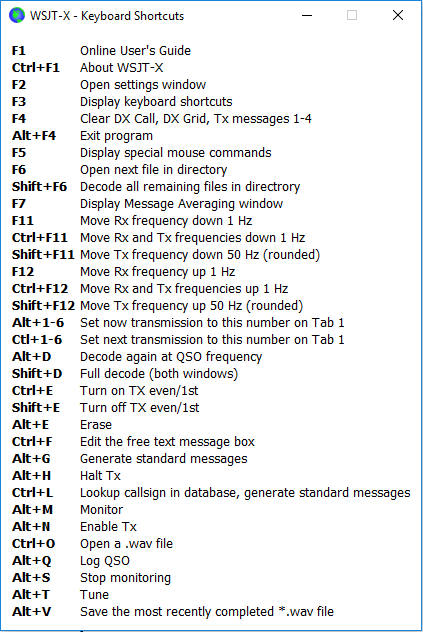 WSJT-X - Keyboard Shortcuts
F1 Online User's Guide
Ctrl+F1 About WSJT-X
F2 Open settings window
F3 Display keyboard shortcuts
F4 Clear DX Call, DX Grid, Tx messages 1-4
Alt+F4 Exit program
F5 Display special mouse commands
F6 Open next file in directory
Shift+F6 Decode all remaining files in directrory
F7 Display Message Averaging window
F11 Move Rx frequency down 1 Hz
Ctrl+F11 Move Rx and Tx frequencies down 1 Hz
Shift+F11 Move Tx frequency down 50 Hz (rounded)
F12 Move Rx frequency up 1 Hz
Ctrl+F12 Move Rx and Tx frequencies up 1 Hz
Shift+F12 Move Tx frequency up 50 Hz (rounded)
Alt+1-6 Set now transmission to this number on Tab 1
Ctl+1-6 Set next transmission to this number on Tab 1
Alt+D Decode again at QSO frequency
Shift+D Full decode (both windows)
Ctrl+E Turn on TX even/1st
Shift+E Turn off TX even/1st
Alt+E Erase
Ctrl+F Edit the free text message box
Alt+G Generate standard messages
Alt+H Halt Tx
Ctrl+L Lookup callsign in database, generate standard messages
Alt+M Monitor
Alt+N Enable Tx
Ctrl+O Open a .wav file
Alt+Q Log QSO
Alt+S Stop monitoring
Alt+T Tune
Alt+V Save the most recently completed *.wav file